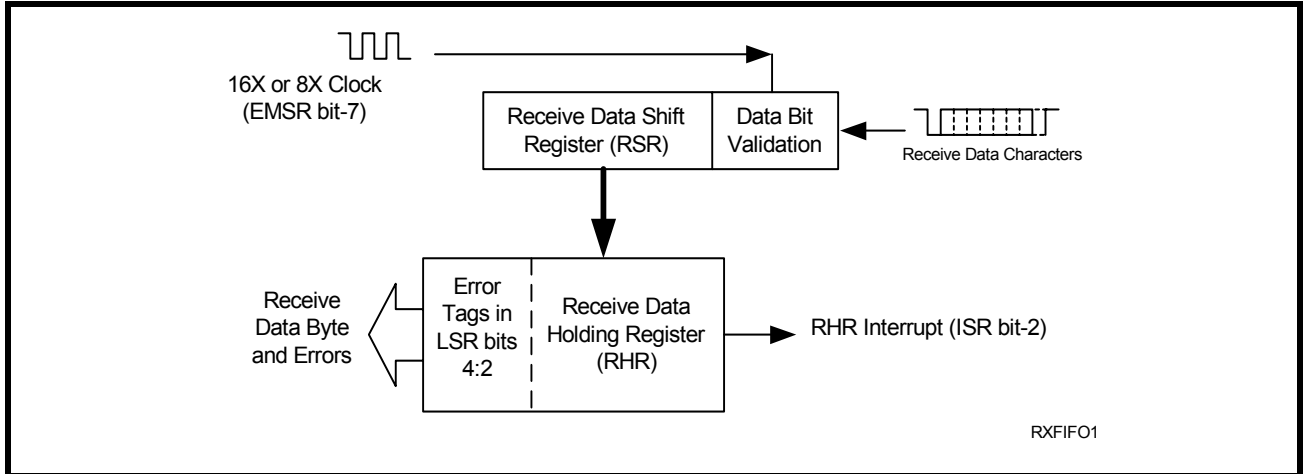 16X or 8X Clock
(EMSR bit-7)
Receive Data Shift
Register (RSR)
Data Bit
Validation
Receive Data Characters
Receive
Data Byte
and Errors
Error
Tags in
LSR bits
4:2
Receive Data
Holding Register
(RHR)
RHR Interrupt (ISR bit-2)
RXFIFO1